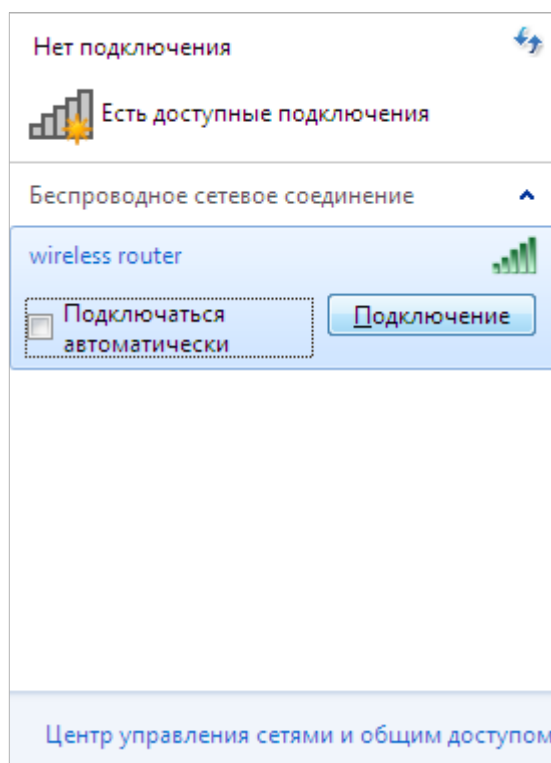 Нет подключения
Есть доступные подключения
Беспроводное сетевое соединение
wireless router
Подключаться
автоматически
Подключение
Центр управления сетями и общим доступом